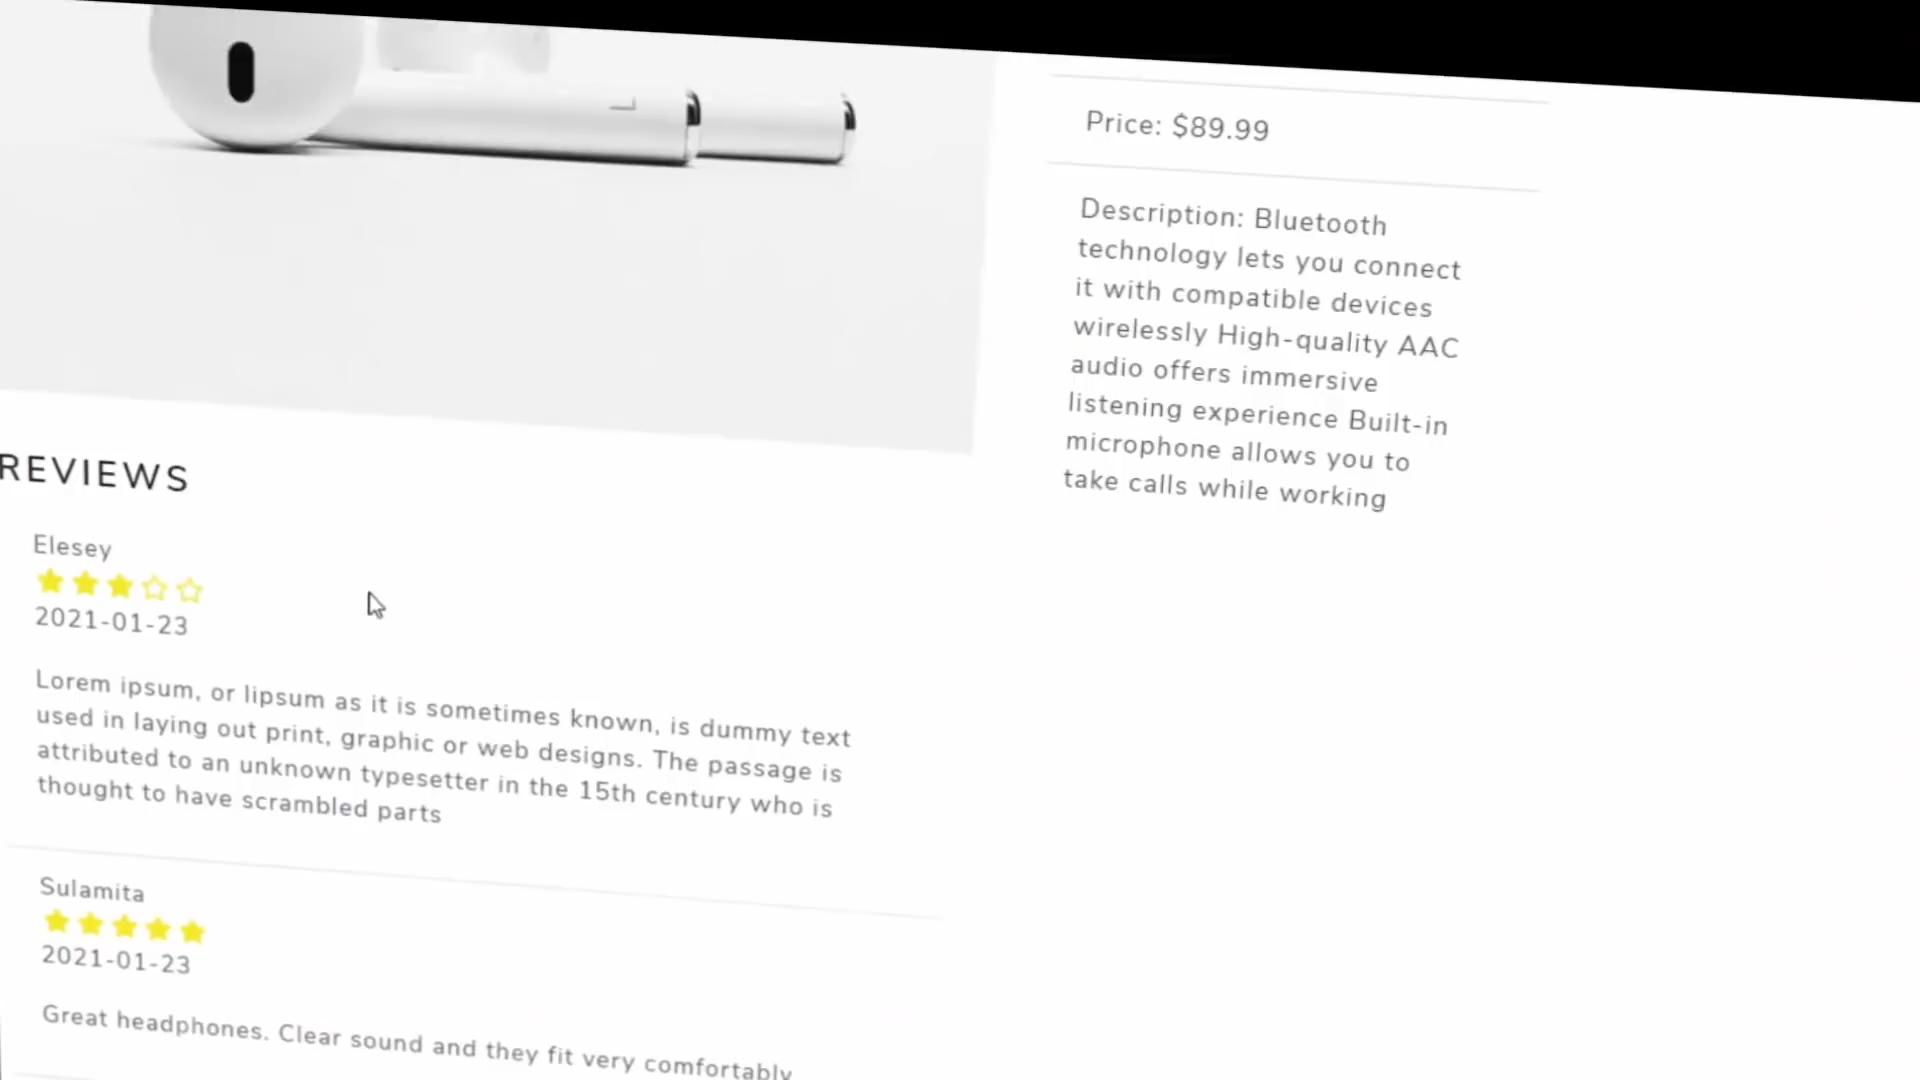 Price: $89.99
Description: Bluetooth
technology lets you connect
it with compatible devices
wirelessly High-quality AAC
audio offers immersive
listening experience Built-in
microphone allows you to
take calls while working
REVIEWS
Elesey
2021-01-23
Lorem ipsum, or lipsum as it is sometimes known, is dummy text
used in laying out print, graphic or web designs. The passage is
attributed to an unknown typesetter in the 15th century who is
thought to have scrambled parts
Sulamita
2021-01-23
Great headphones. Clear sound and they fit very comfortably